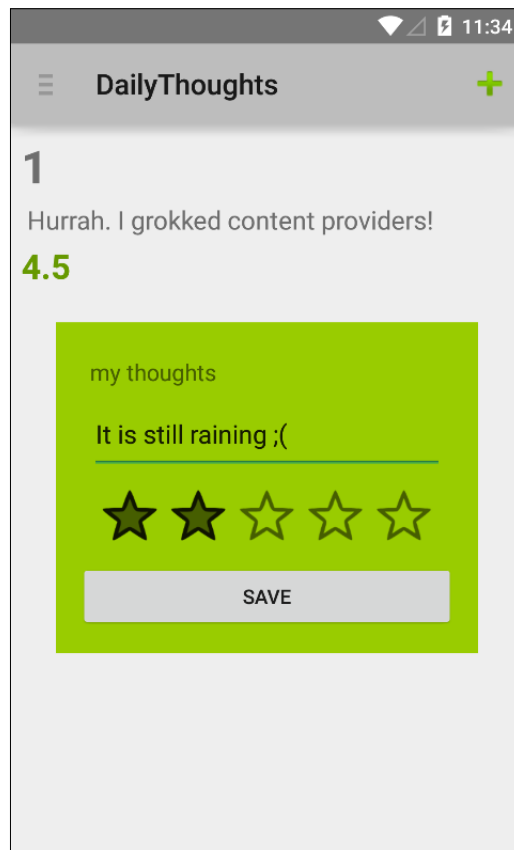 11:34
DailyThoughts
1
Hurrah. I grokked content providers!
4.5
my thoughts
It is still raining ;(
SAVE